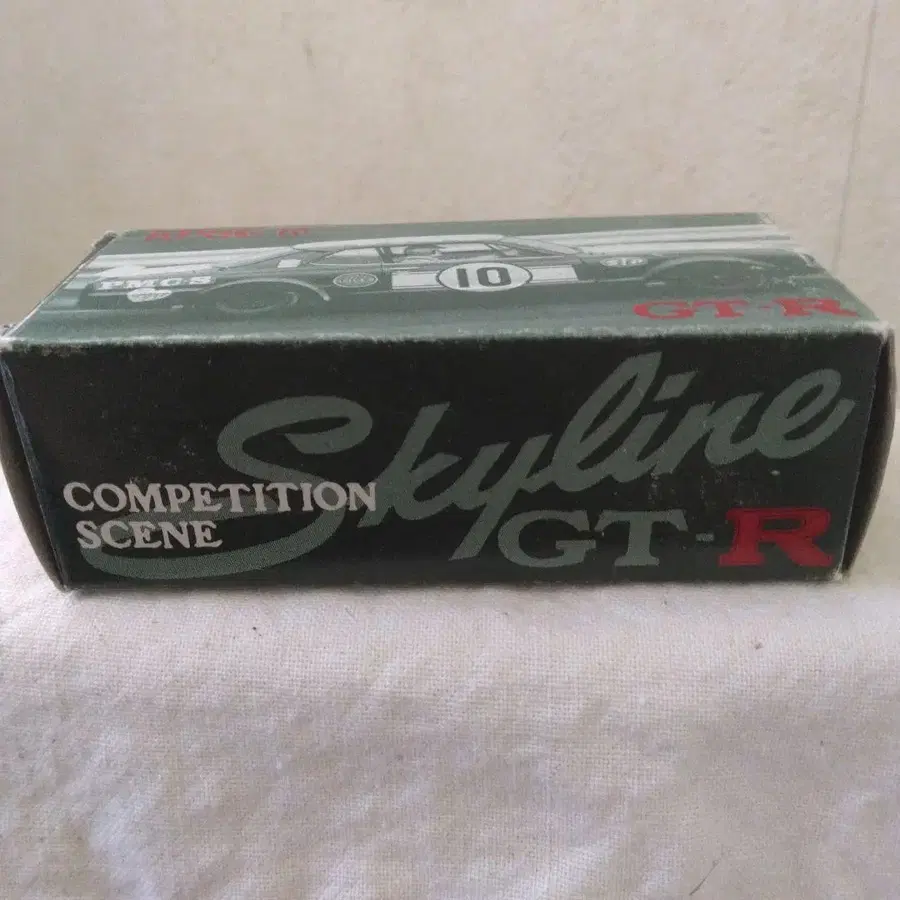 10
GT-R
Skyline
COMPETITION
SCENE
GT-R